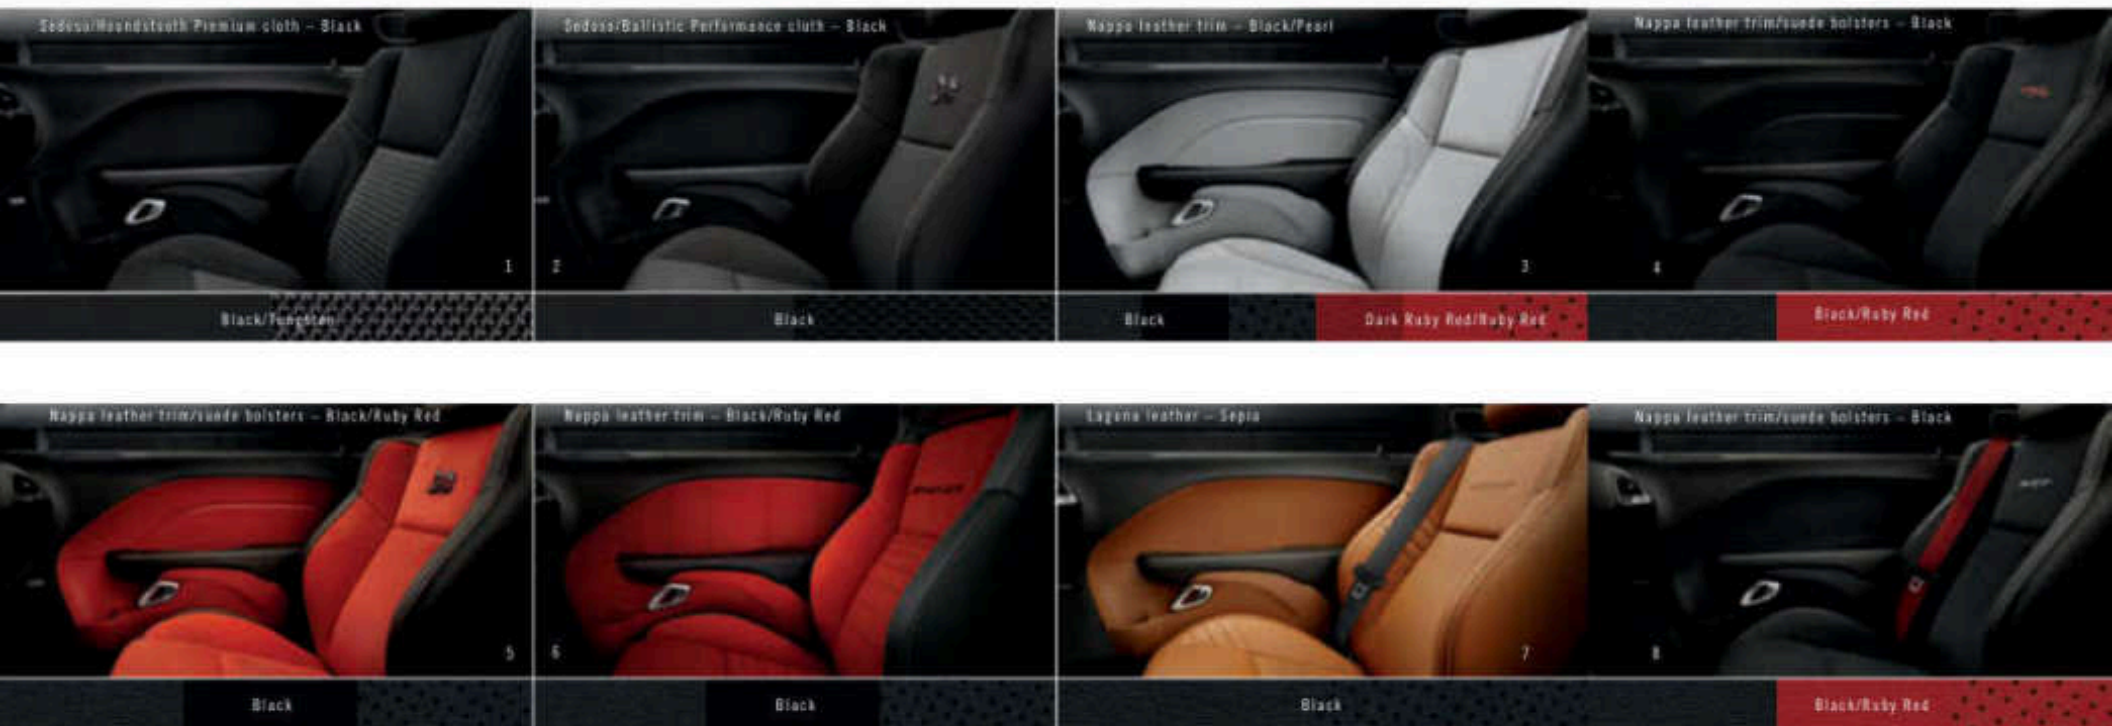 Sedoso/Houndstooth Premium cloth – Black
Sedoso/Ballistic Performance cloth – Black
Nappa leather trim – Black/Pearl
Nappa leather trim/suede bolsters – Black
1
2
3
4
Black/Tungsten
Black
Black
Dark Ruby Red/Ruby Red
Black/Ruby Red
Nappa leather trim/suede bolsters – Black/Ruby Red
Nappa leather trim – Black/Ruby Red
Laguna leather – Sepia
Nappa leather trim/suede bolsters – Black
5
6
7
8
Black
Black
Black
Black/Ruby Red